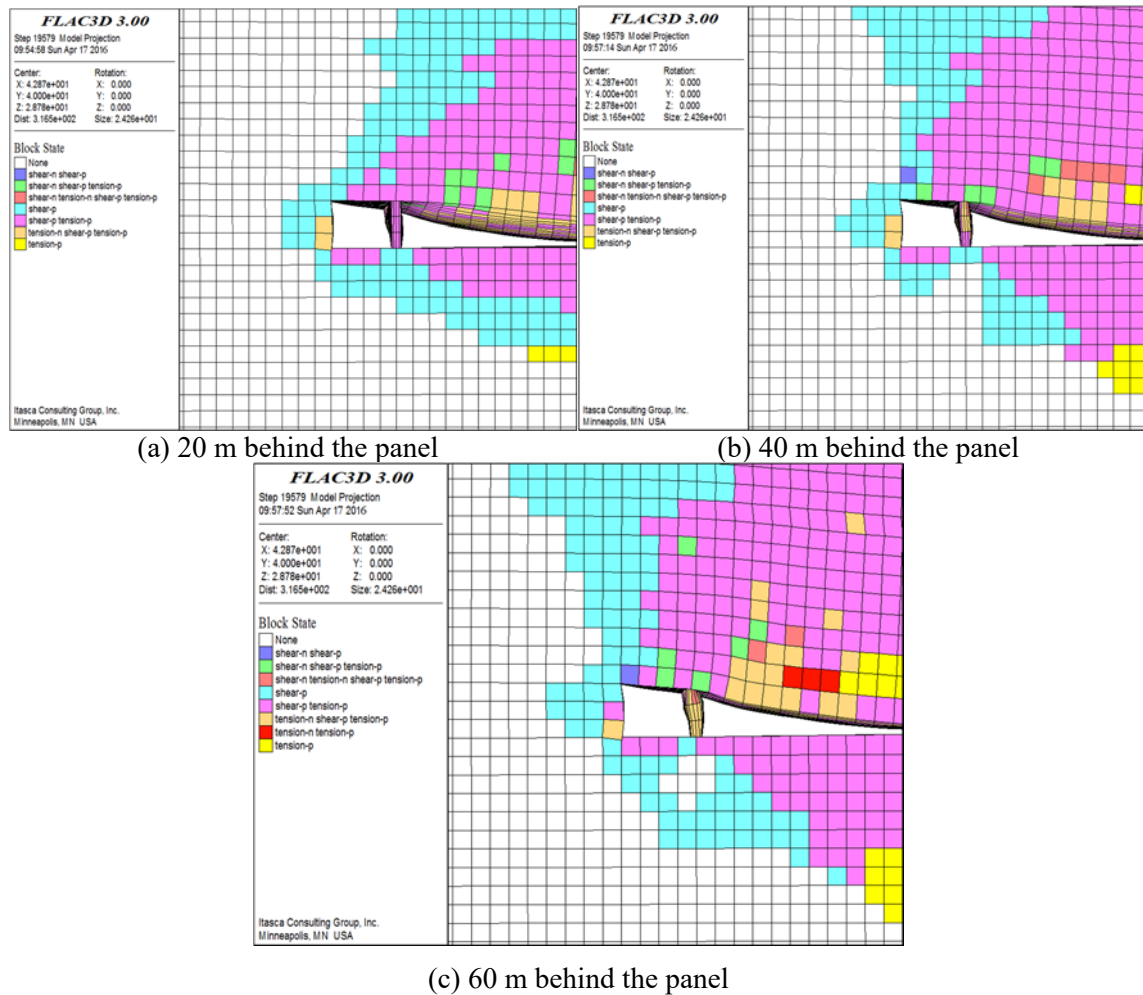 FLAC3D 3.00
Step 19579 Model Projection
09:54:58 Sun Apr 17 2016
Center:
X: 4.287e+001
Y: 4.000e+001
Z: 2.878e+001
Dist: 3.165e+002
Rotation:
X: 0.000
Y: 0.000
Z: 0.000
Size: 2.426e+001
Block State
None
shear-n shear-p
shear-n shear-p tension-p
shear-n tension-n shear-p tension-p
shear-p
shear-p tension-p
tension-n shear-p tension-p
tension-p
Itasca Consulting Group, Inc.
Minneapolis, MN USA
(a) 20 m behind the panel
FLAC3D 3.00
Step 19579 Model Projection
09:57:14 Sun Apr 17 2016
Center:
X: 4.287e+001
Y: 4.000e+001
Z: 2.878e+001
Dist: 3.165e+002
Rotation:
X: 0.000
Y: 0.000
Z: 0.000
Size: 2.426e+001
Block State
None
shear-n shear-p
shear-n shear-p tension-p
shear-n tension-n shear-p tension-p
shear-p
shear-p tension-p
tension-n shear-p tension-p
tension-p
Itasca Consulting Group, Inc.
Minneapolis, MN USA
(b) 40 m behind the panel
FLAC3D 3.00
Step 19579 Model Projection
09:57:52 Sun Apr 17 2016
Center:
X: 4.287e+001
Y: 4.000e+001
Z: 2.878e+001
Dist: 3.165e+002
Rotation:
X: 0.000
Y: 0.000
Z: 0.000
Size: 2.426e+001
Block State
None
shear-n shear-p
shear-n shear-p tension-p
shear-n tension-n shear-p tension-p
shear-p
shear-p tension-p
tension-n shear-p tension-p
tension-n tension-p
tension-p
Itasca Consulting Group, Inc.
Minneapolis, MN USA
(c) 60 m behind the panel